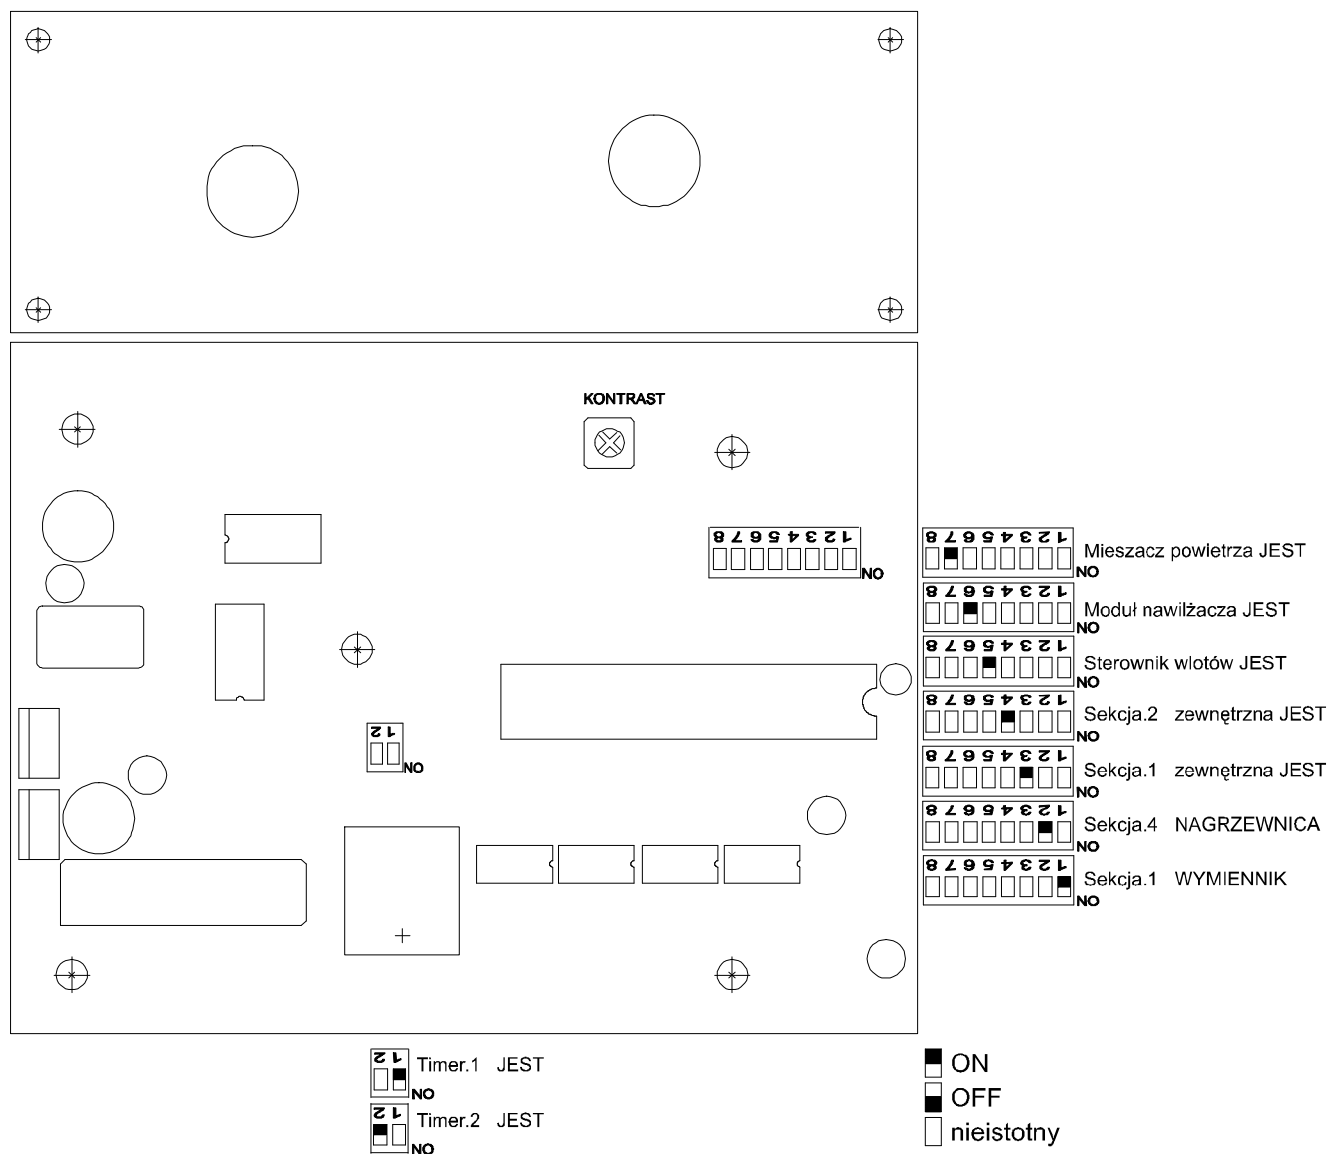 KONTRAST
8 7 6 5 4 3 2 1
NO
8 7 6 5 4 3 2 1
Mieszacz powietrza JEST
NO
8 7 6 5 4 3 2 1
Moduł nawilżacza JEST
NO
8 7 6 5 4 3 2 1
Sterownik wlotów JEST
NO
8 7 6 5 4 3 2 1
Sekcja.2 zewnętrzna JEST
NO
8 7 6 5 4 3 2 1
Sekcja.1 zewnętrzna JEST
NO
8 7 6 5 4 3 2 1
Sekcja.4 NAGRZEWNICA
NO
8 7 6 5 4 3 2 1
Sekcja.1 WYMIENNIK
NO
2 1
NO
2 1
Timer.1 JEST
NO
2 1
Timer.2 JEST
NO
ON
OFF
nieistotny